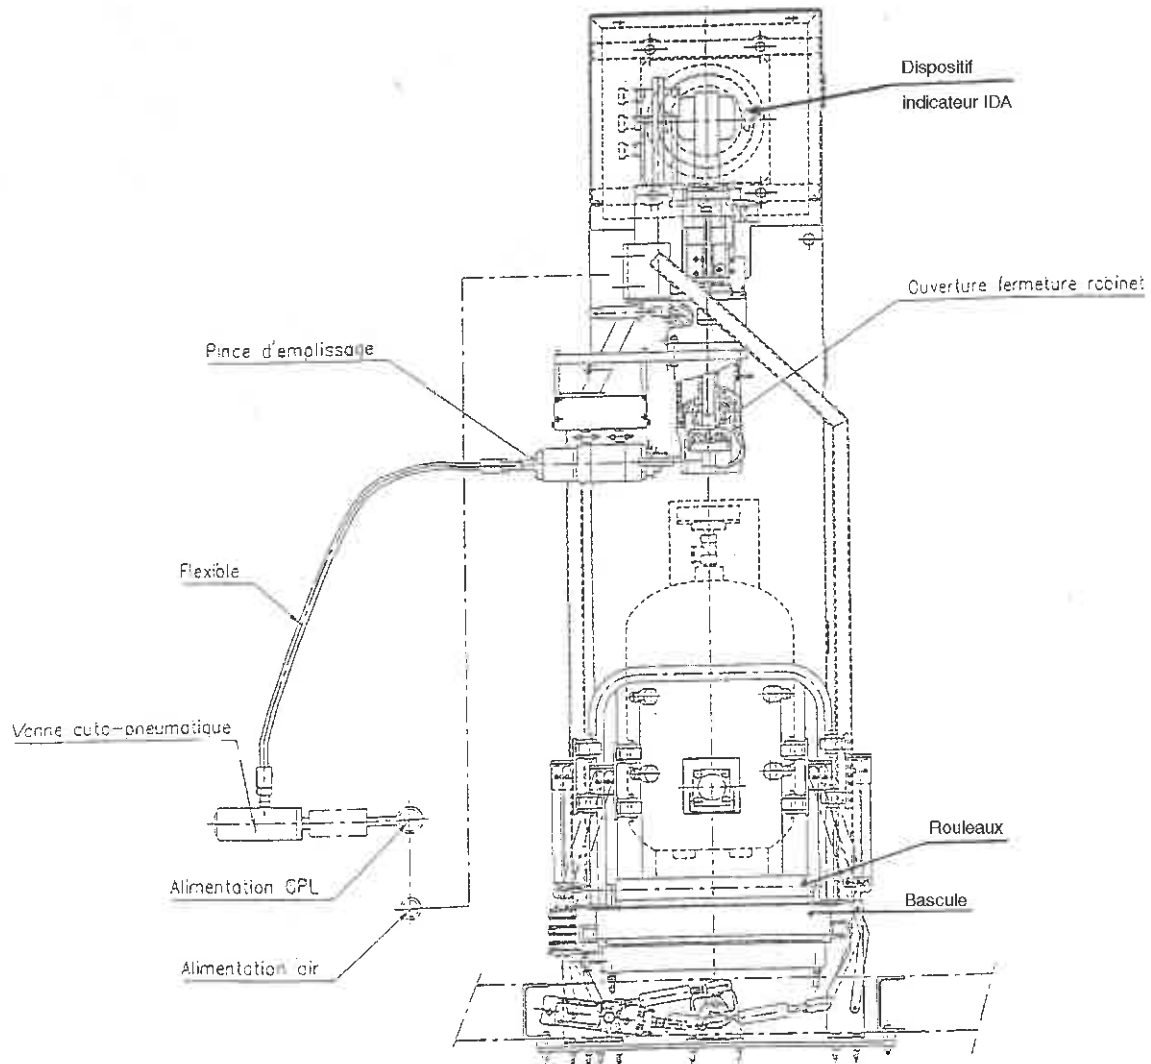 Dispositif
indicateur IDA
Ouverture fermeture robinet
Pince d'emplissage
Flexible
Vanne auto-pneumatique
Rouleaux
Alimentation GPL
Bascule
Alimentation air